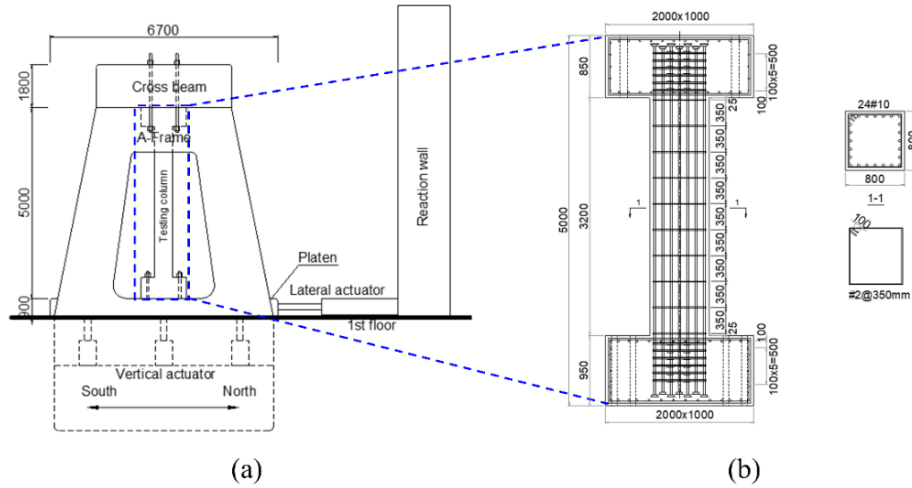 6700
1800
Cross beam
A-Frame
5000
Testing column
Reaction wall
Platen
Lateral actuator
900
1st floor
Vertical actuator
South
North
(a)
2000x1000
850
100x5=500
100
25
350
350
350
350
350
350
350
350
350
5000
3200
1
1
25
100
950
100x5=500
2000x1000
24#10
800
800
1-1
100
#2@350mm
(b)